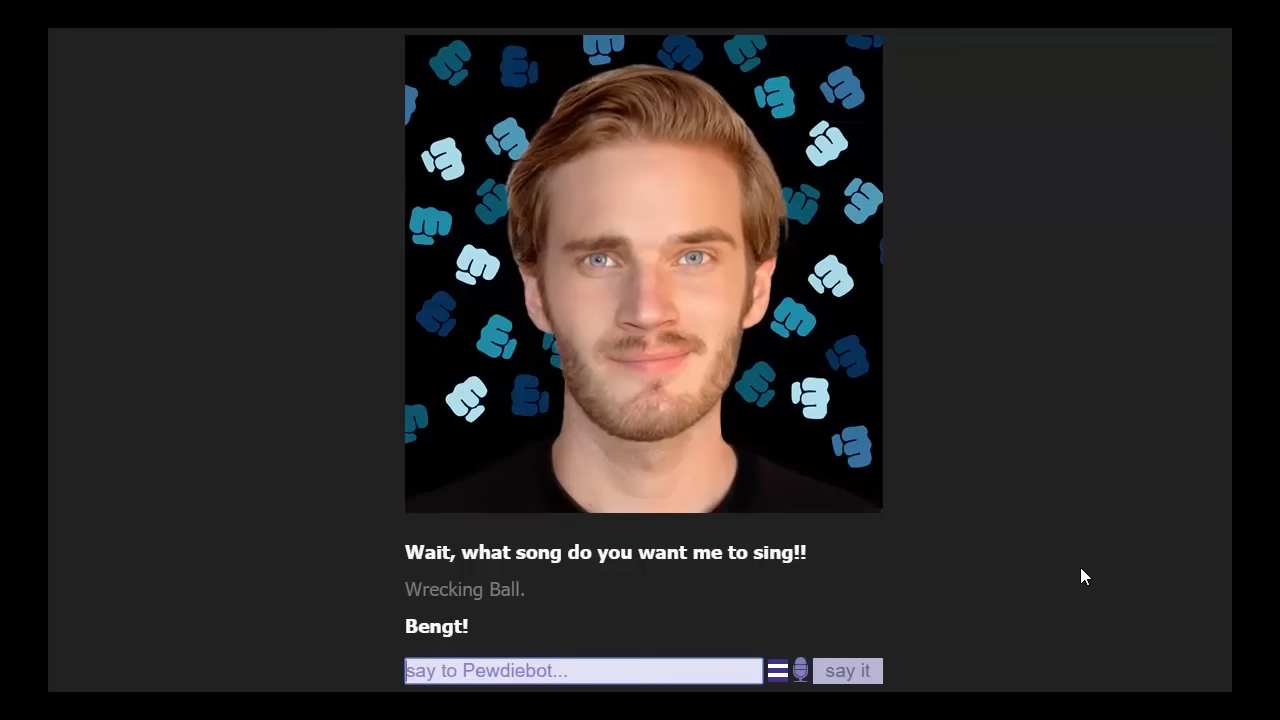 Wait, what song do you want me to sing!!
Wrecking Ball.
Bengt!
say to Pewdiebot...
say it